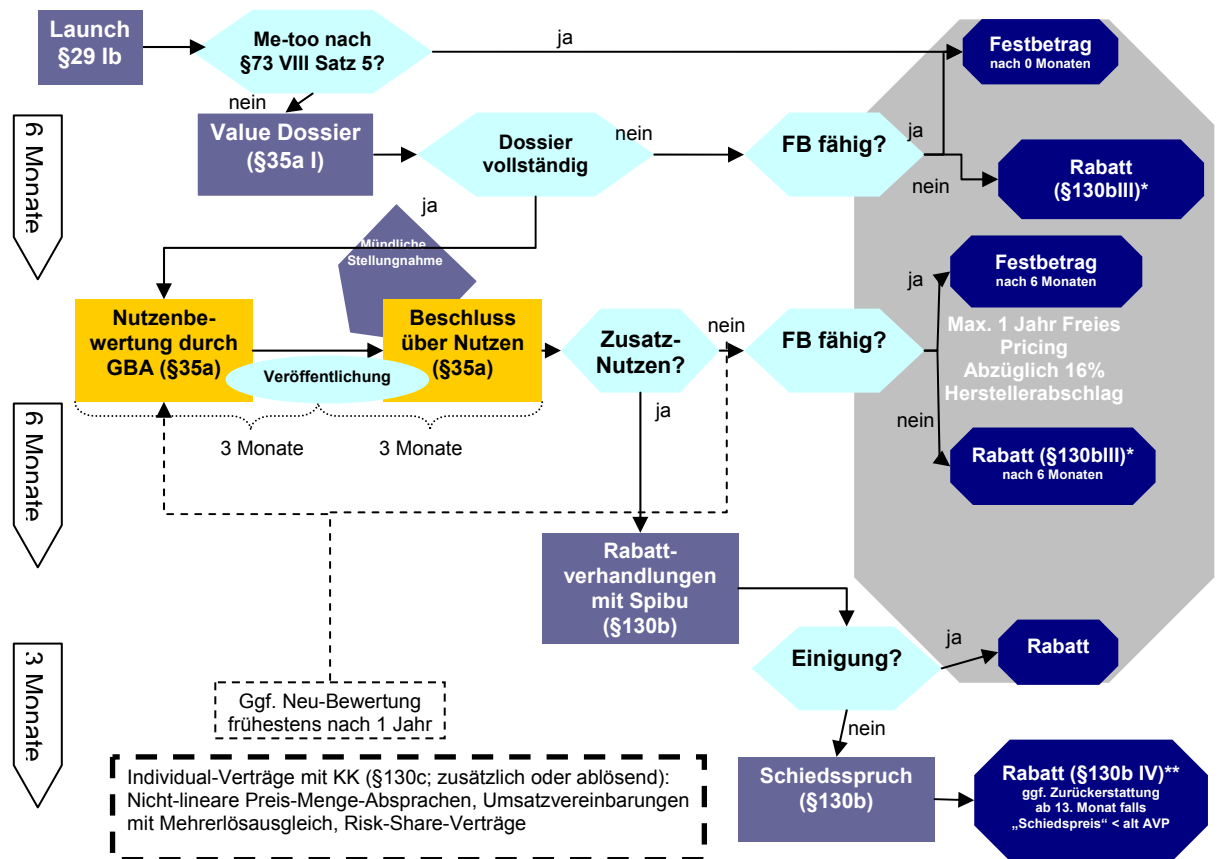 Launch
§29 Ib
Me-too nach
§73 VIII Satz 5?
ja
Festbetrag
nach 0 Monaten
nein
6 Monate
Value Dossier
(§35a I)
Dossier
vollständig
nein
FB fähig?
ja
nein
Rabatt
(§130bIII)*
ja
Mündliche
Stellungnahme
Festbetrag
nach 6 Monaten
ja
Nutzenbe-
wertung durch
GBA (§35a)
Veröffentlichung
Beschluss
über Nutzen
(§35a)
Zusatz-
Nutzen?
nein
FB fähig?
Max. 1 Jahr Freies
Pricing
Abzüglich 16%
Herstellerabschlag
6 Monate
3 Monate
3 Monate
ja
nein
Rabatt (§130bIII)*
nach 6 Monaten
Rabatt-
verhandlungen
mit Spibu
(§130b)
3 Monate
Einigung?
ja
Rabatt
Ggf. Neu-Bewertung
frühestens nach 1 Jahr
nein
Individual-Verträge mit KK (§130c; zusätzlich oder ablösend):
Nicht-lineare Preis-Menge-Absprachen, Umsatzvereinbarungen
mit Mehrerlösausgleich, Risk-Share-Verträge
Schiedsspruch
(§130b)
Rabatt (§130b IV)**
ggf. Zurückerstattung
ab 13. Monat falls
„Schiedspreis“ < alt AVP